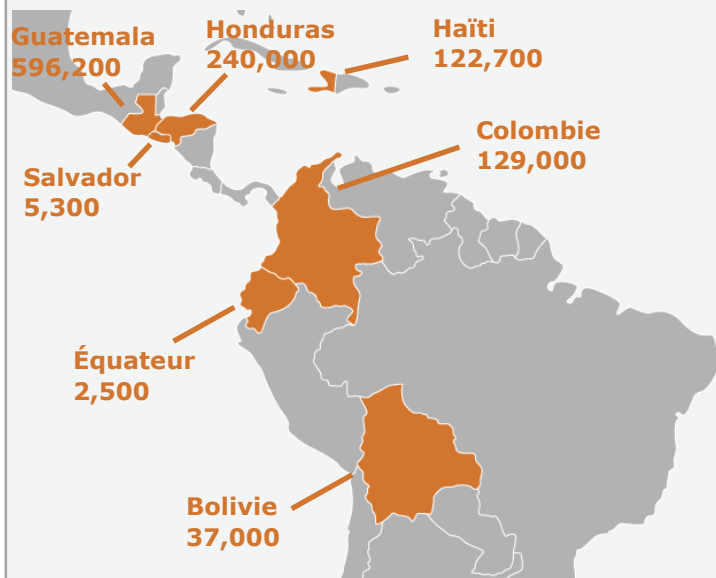 Guatemala
596,200
Honduras
240,000
Haïti
122,700
Colombie
129,000
Salvador
5,300
Équateur
2,500
Bolivie
37,000